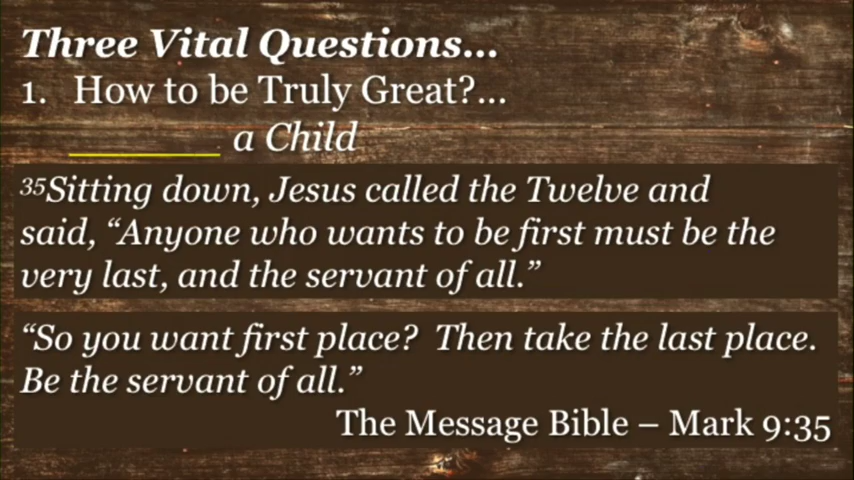 Three Vital Questions...
1. How to be Truly Great?...
________ a Child
35Sitting down, Jesus called the Twelve and
said, “Anyone who wants to be first must be the
very last, and the servant of all.”
“So you want first place? Then take the last place.
Be the servant of all.”
The Message Bible – Mark 9:35